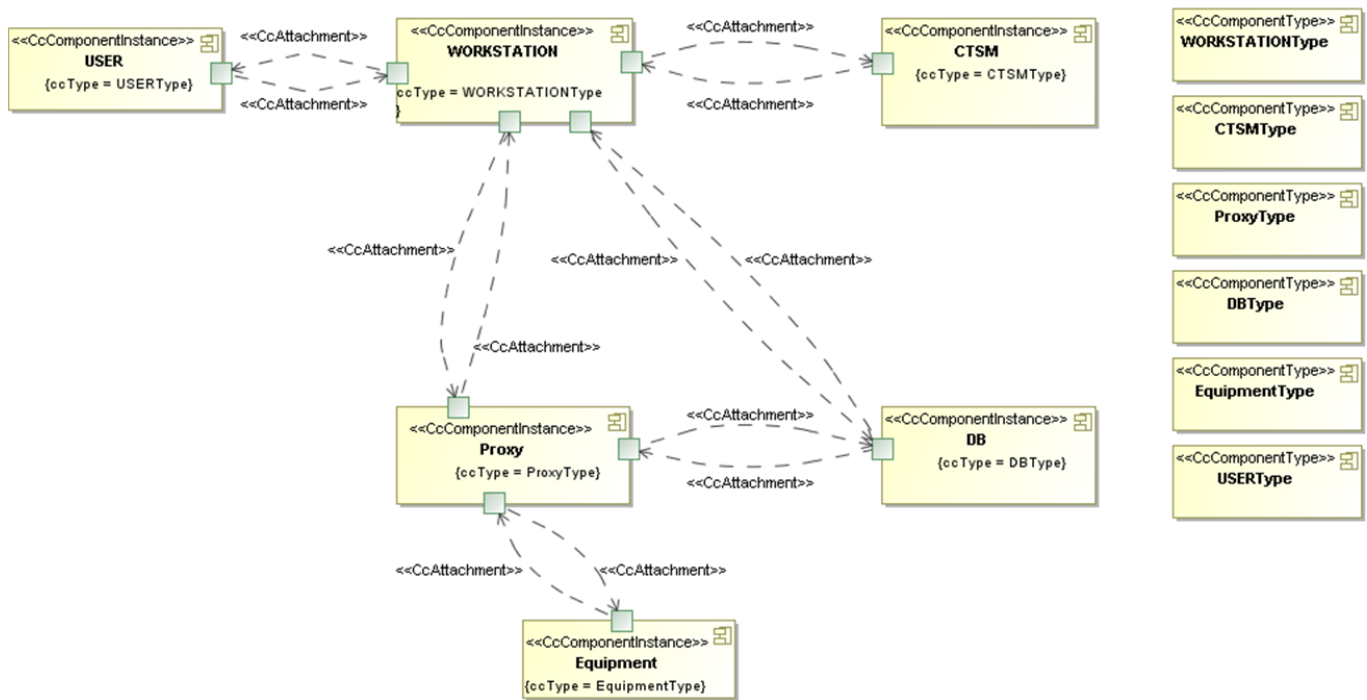 <<CcComponentInstance>>
USER
{ccType = USERType}
<<CcAttachment>>
<<CcAttachment>>
<<CcComponentInstance>>
WORKSTATION
ccType = WORKSTATIONType
}
<<CcAttachment>>
<<CcAttachment>>
<<CcComponentInstance>>
CTSM
{ccType = CTSMType}
<<CcAttachment>>
<<CcAttachment>>
<<CcAttachment>>
<<CcAttachment>>
<<CcComponentInstance>>
Proxy
{ccType = ProxyType}
<<CcAttachment>>
<<CcAttachment>>
<<CcComponentInstance>>
DB
{ccType = DBType}
<<CcAttachment>>
<<CcAttachment>>
<<CcComponentInstance>>
Equipment
{ccType = EquipmentType}
<<CcComponentType>>
WORKSTATIONType
<<CcComponentType>>
CTSMType
<<CcComponentType>>
ProxyType
<<CcComponentType>>
DBType
<<CcComponentType>>
EquipmentType
<<CcComponentType>>
USERType